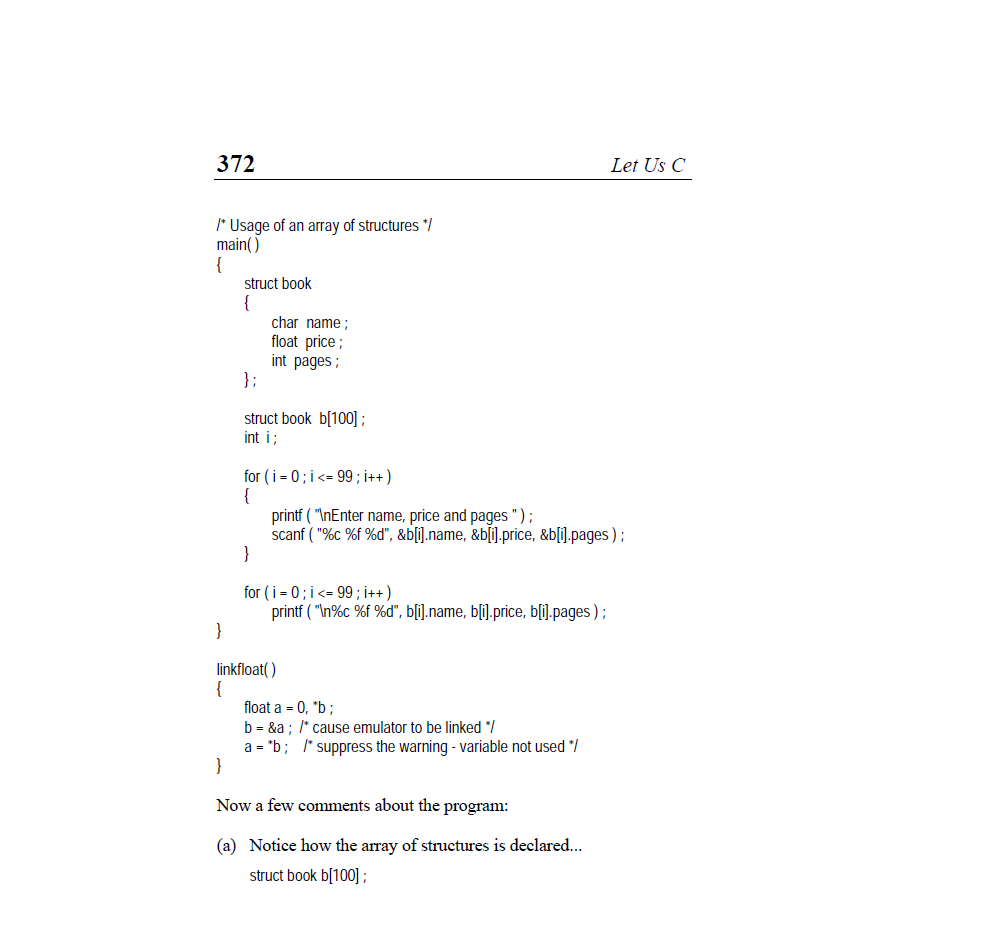 372 Let Us C
/* Usage of an array of structures */
main( )
{
struct book
{
char name ;
float price ;
int pages ;
} ;
struct book b[100] ;
int i ;
for ( i = 0 ; i <= 99 ; i++ )
{
printf ( "\nEnter name, price and pages " ) ;
scanf ( "%c %f %d", &b[i].name, &b[i].price, &b[i].pages ) ;
}
for ( i = 0 ; i <= 99 ; i++ )
printf ( "\n%c %f %d", b[i].name, b[i].price, b[i].pages ) ;
}
linkfloat( )
{
float a = 0, *b ;
b = &a ; /* cause emulator to be linked */
a = *b ; /* suppress the warning - variable not used */
}
Now a few comments about the program:
(a) Notice how the array of structures is declared...
struct book b[100] ;